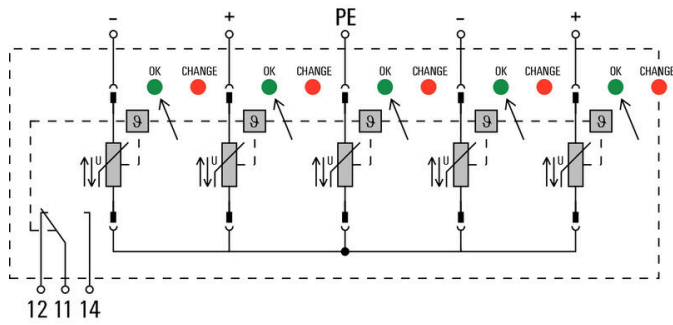 - + PE - +
OK CHANGE OK CHANGE OK CHANGE OK CHANGE OK CHANGE
ϑ ϑ ϑ ϑ ϑ
U U U U U
12 11 14